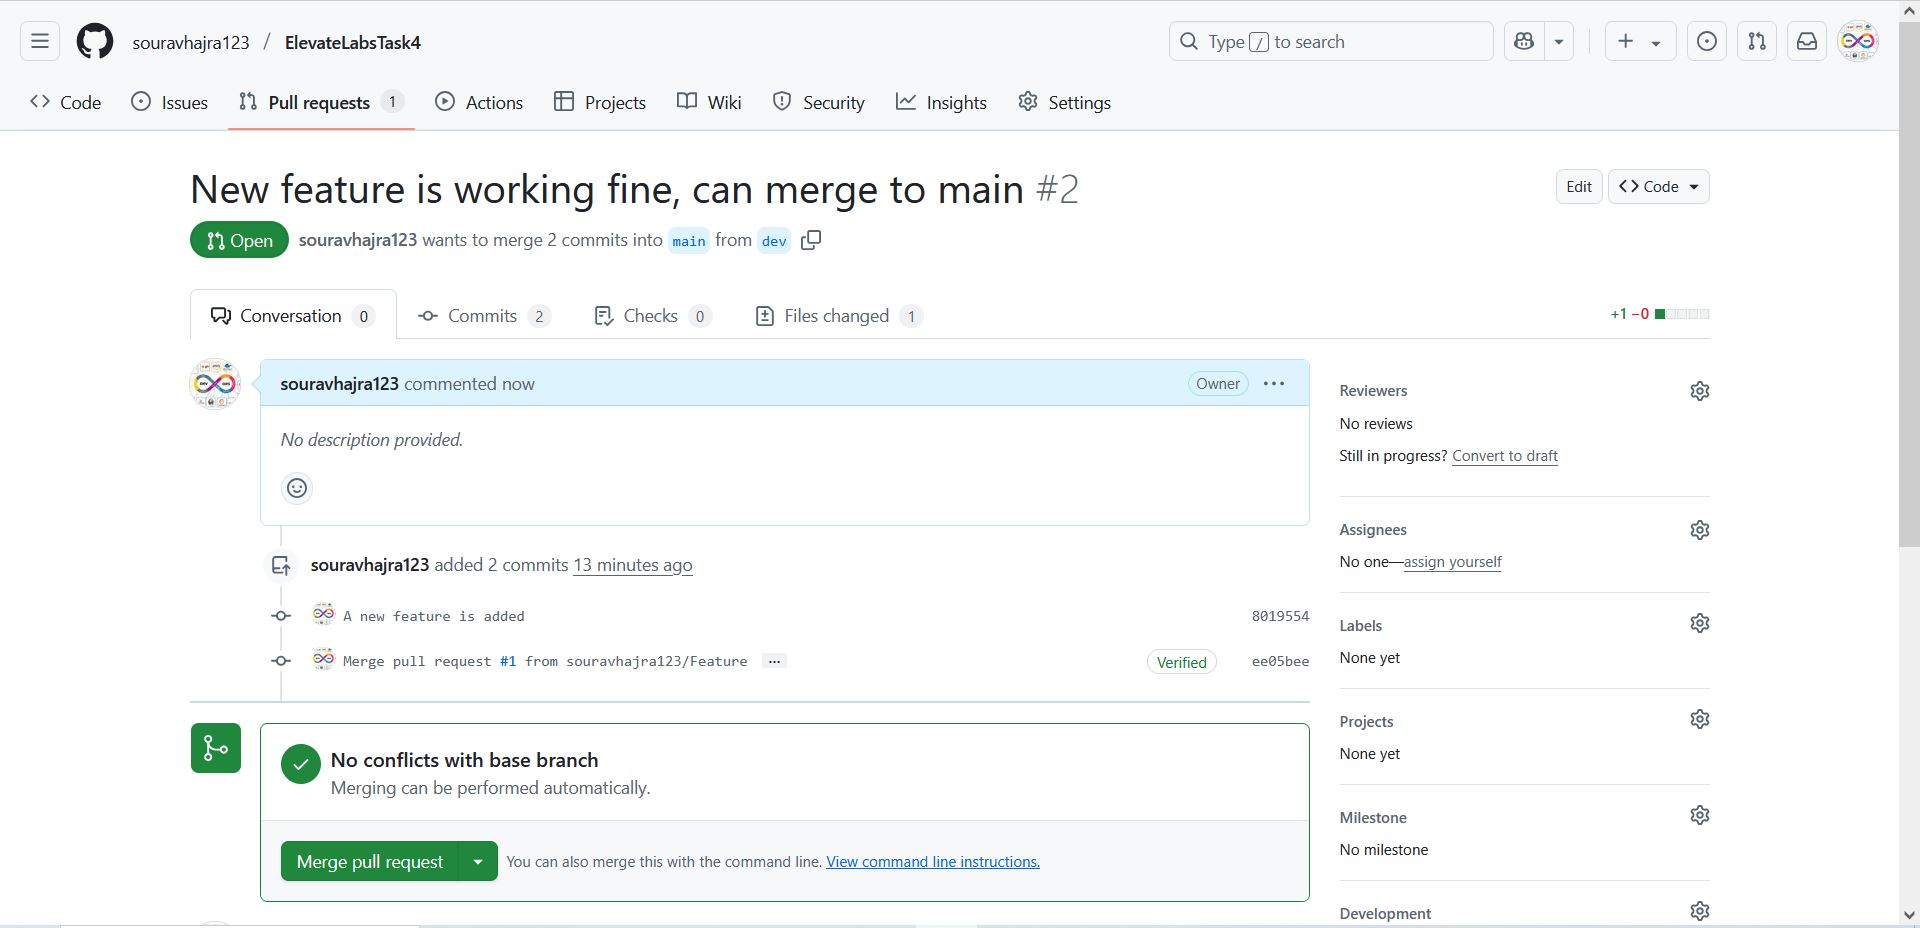 souravhajra123 / ElevateLabsTask4
Type / to search
Code
Issues
Pull requests 1
Actions
Projects
Wiki
Security
Insights
Settings
New feature is working fine, can merge to main #2
Edit
Code
Open
souravhajra123 wants to merge 2 commits into main from dev
Conversation 0
Commits 2
Checks 0
Files changed 1
+1 −0
souravhajra123 commented now
Owner
No description provided.
souravhajra123 added 2 commits 13 minutes ago
A new feature is added
8019554
Merge pull request #1 from souravhajra123/Feature ...
Verified
ee05bee
No conflicts with base branch
Merging can be performed automatically.
Merge pull request
You can also merge this with the command line. View command line instructions.
Reviewers
No reviews
Still in progress? Convert to draft
Assignees
No one—assign yourself
Labels
None yet
Projects
None yet
Milestone
No milestone
Development